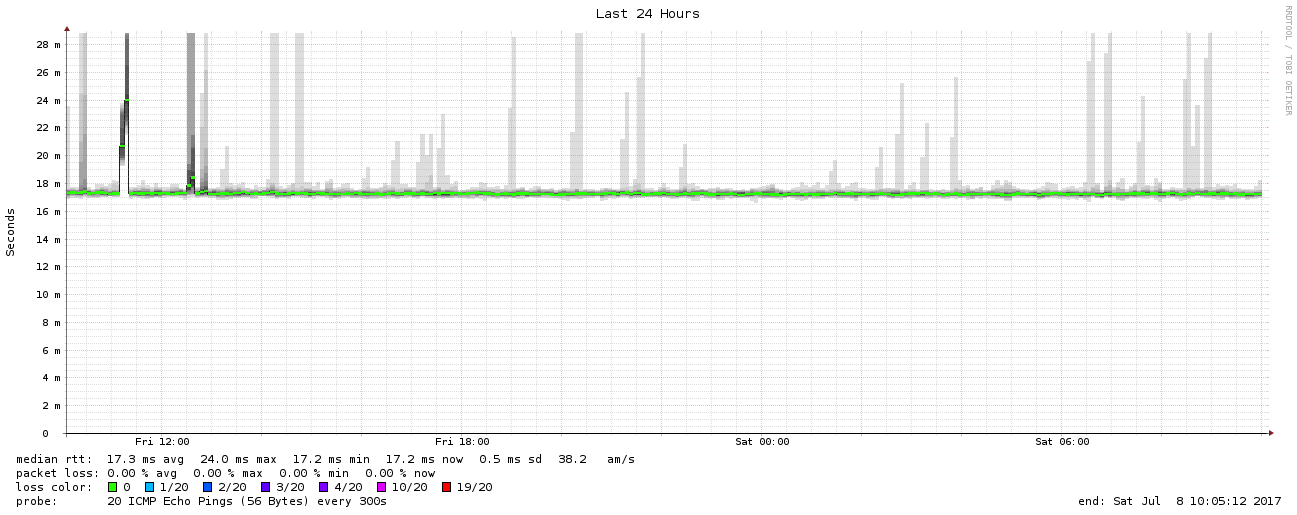 Last 24 Hours
RRDTOOL / TOBI OETIKER
Seconds
28 m
26 m
24 m
22 m
20 m
18 m
16 m
14 m
12 m
10 m
8 m
6 m
4 m
2 m
0
Fri 12:00 Fri 18:00 Sat 00:00 Sat 06:00
median rtt: 17.3 ms avg 24.0 ms max 17.2 ms min 17.2 ms now 0.5 ms sd 38.2 am/s
packet loss: 0.00 % avg 0.00 % max 0.00 % min 0.00 % now
loss color: 0 1/20 2/20 3/20 4/20 10/20 19/20
probe: 20 ICMP Echo Pings (56 Bytes) every 300s end: Sat Jul 8 10:05:12 2017